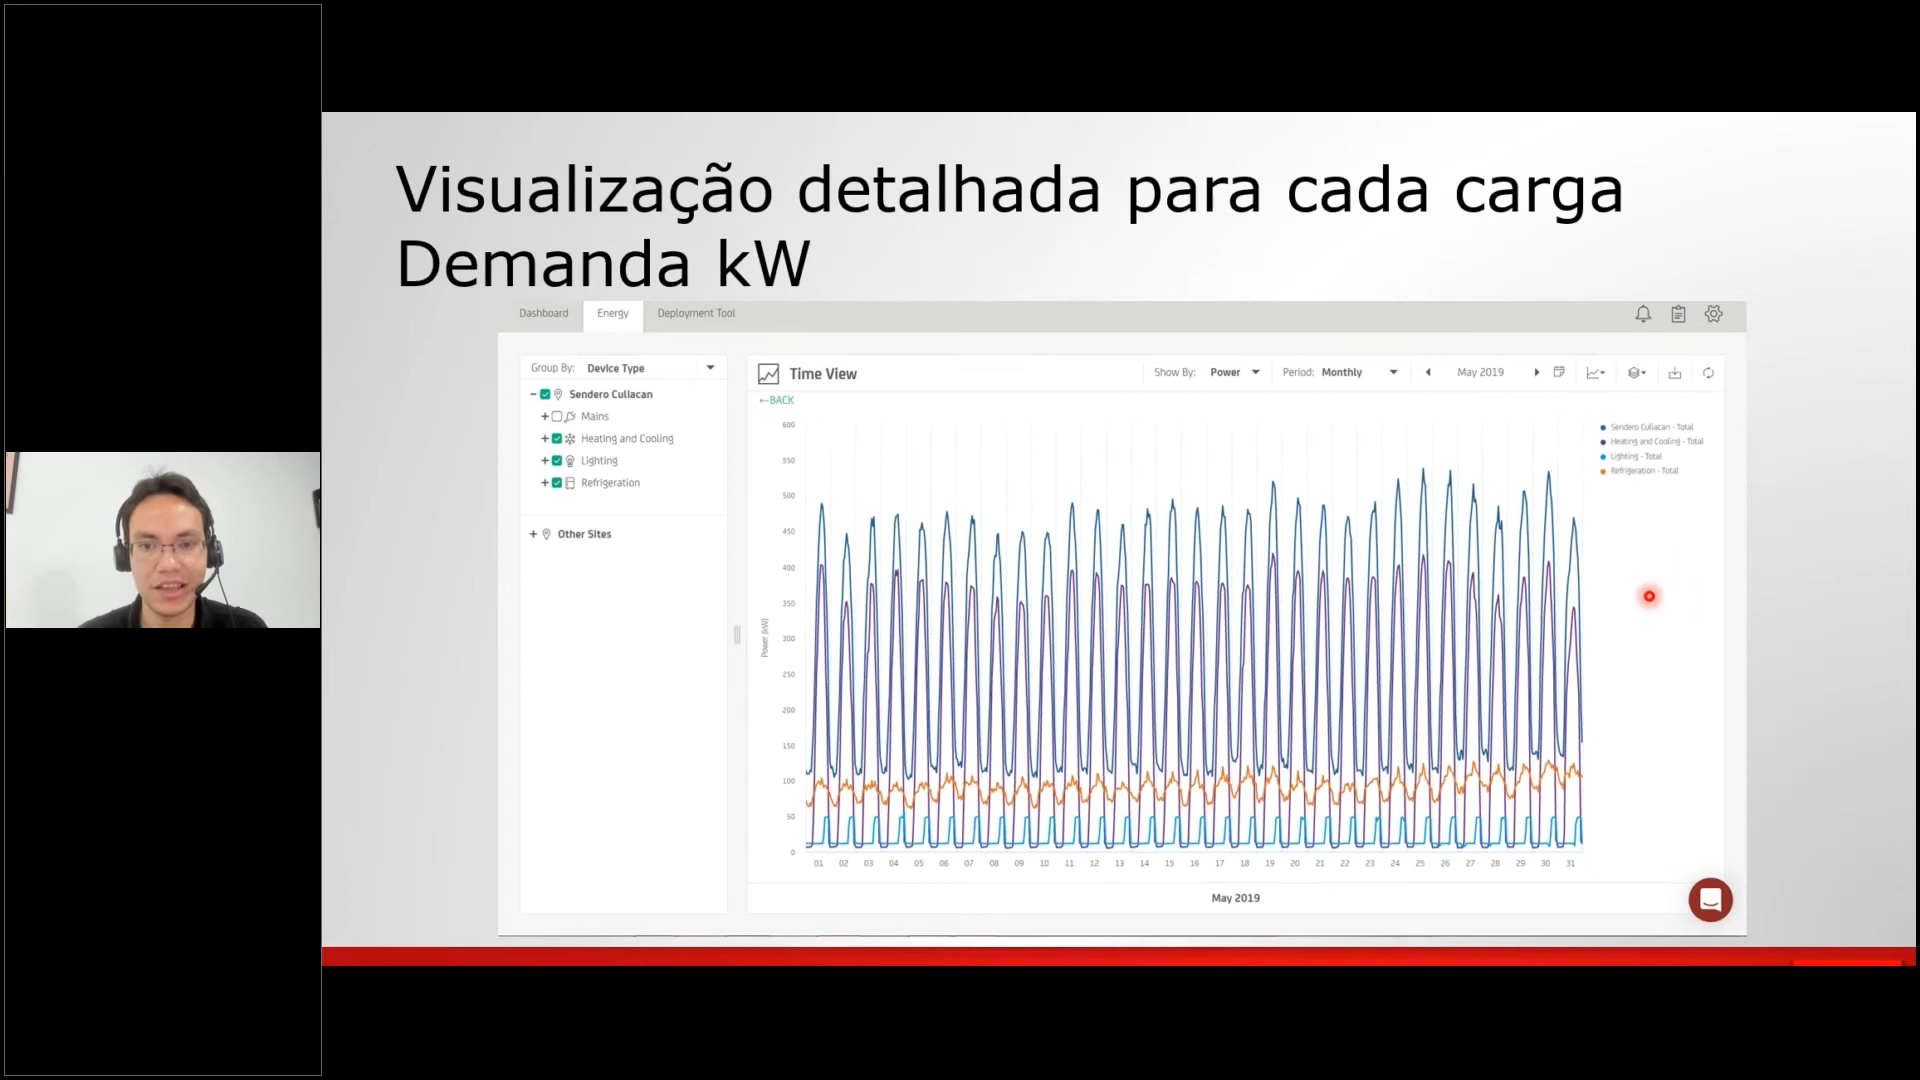 Visualização detalhada para cada carga
Demanda kW
Dashboard Energy Deployment Tool
Group By: Device Type
Sendero Culiacan
Mains
Heating and Cooling
Lighting
Refrigeration
Other Sites
Time View Show By: Power Period: Monthly May 2019
←BACK
Sendero Culiacan - Total
Heating and Cooling - Total
Lighting - Total
Refrigeration - Total
Power (kW)
600
550
500
450
400
350
300
250
200
150
100
50
0
01 02 03 04 05 06 07 08 09 10 11 12 13 14 15 16 17 18 19 20 21 22 23 24 25 26 27 28 29 30 31
May 2019